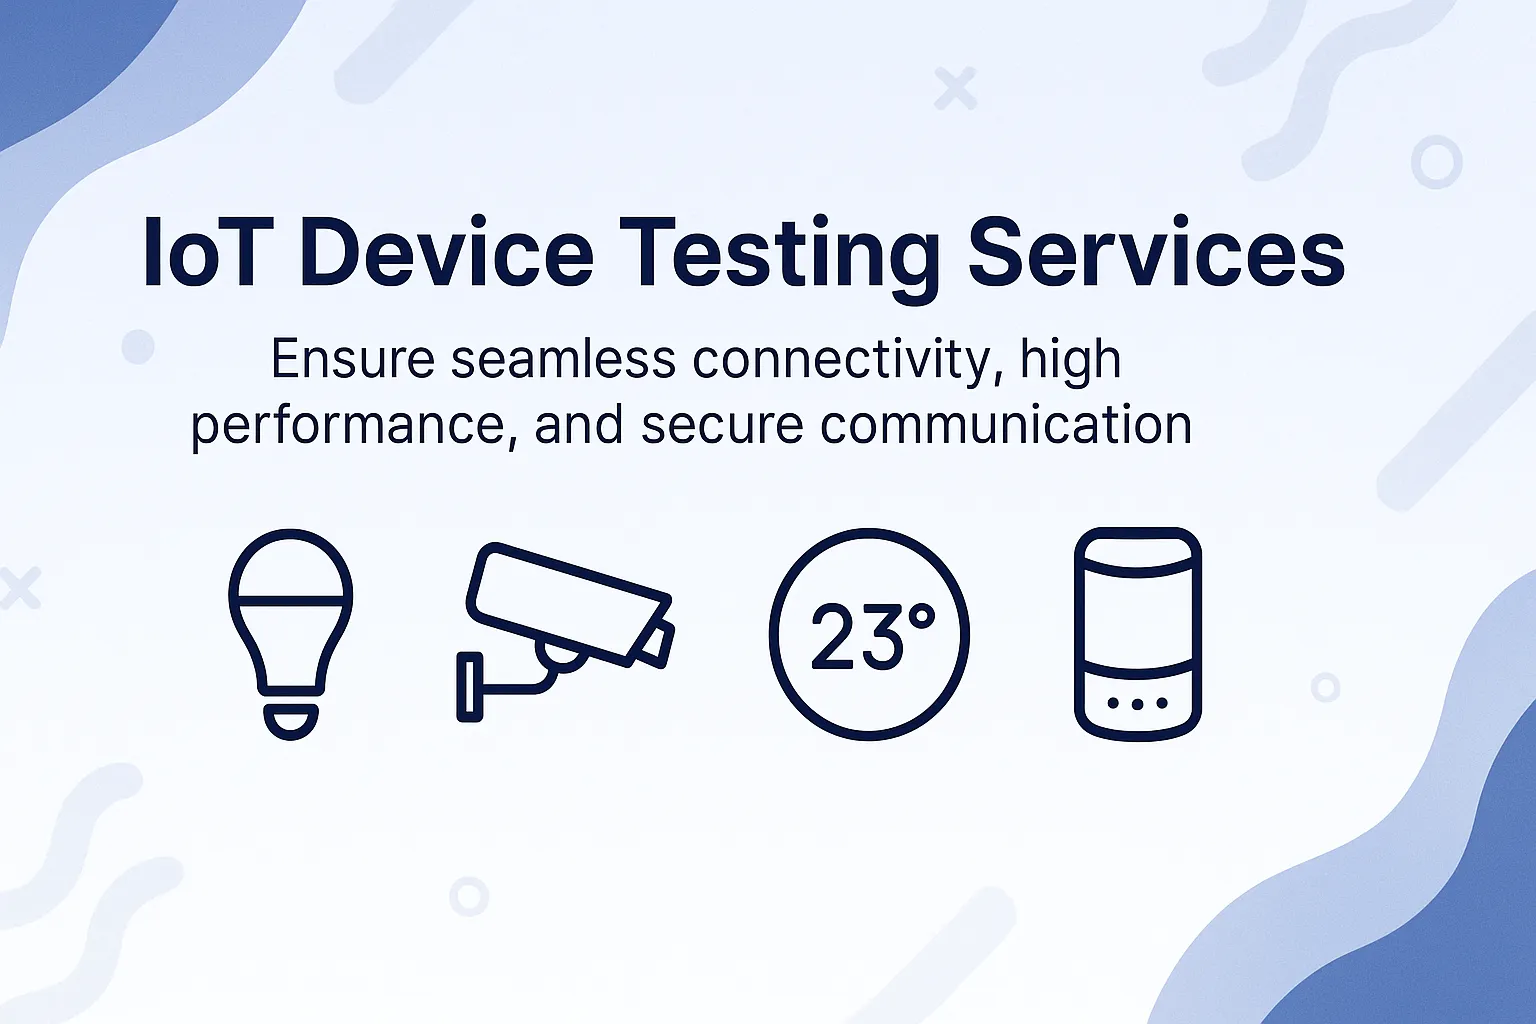 IoT Device Testing Services
Ensure seamless connectivity, high
performance, and secure communication
23°